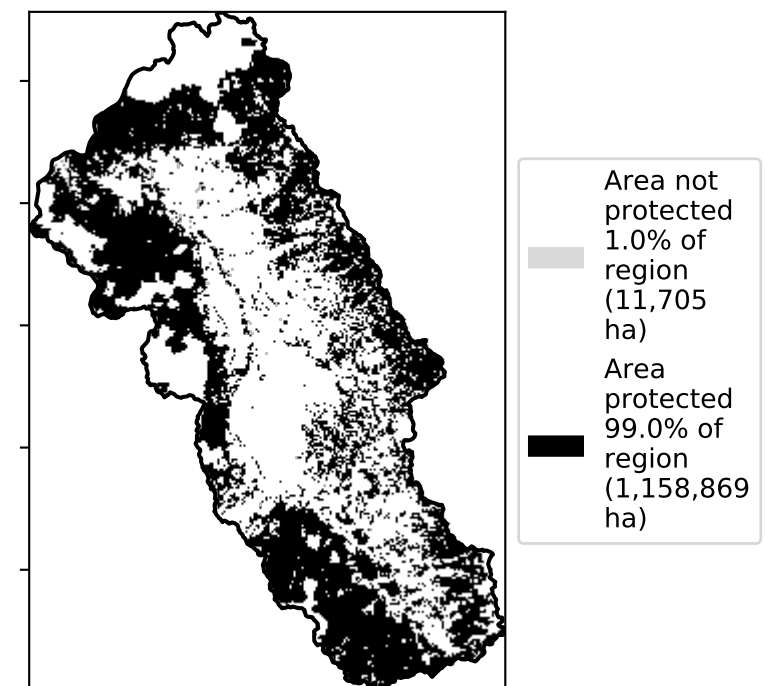 Area not
protected
1.0% of
region
(11,705
ha)
Area
protected
99.0% of
region
(1,158,869
ha)